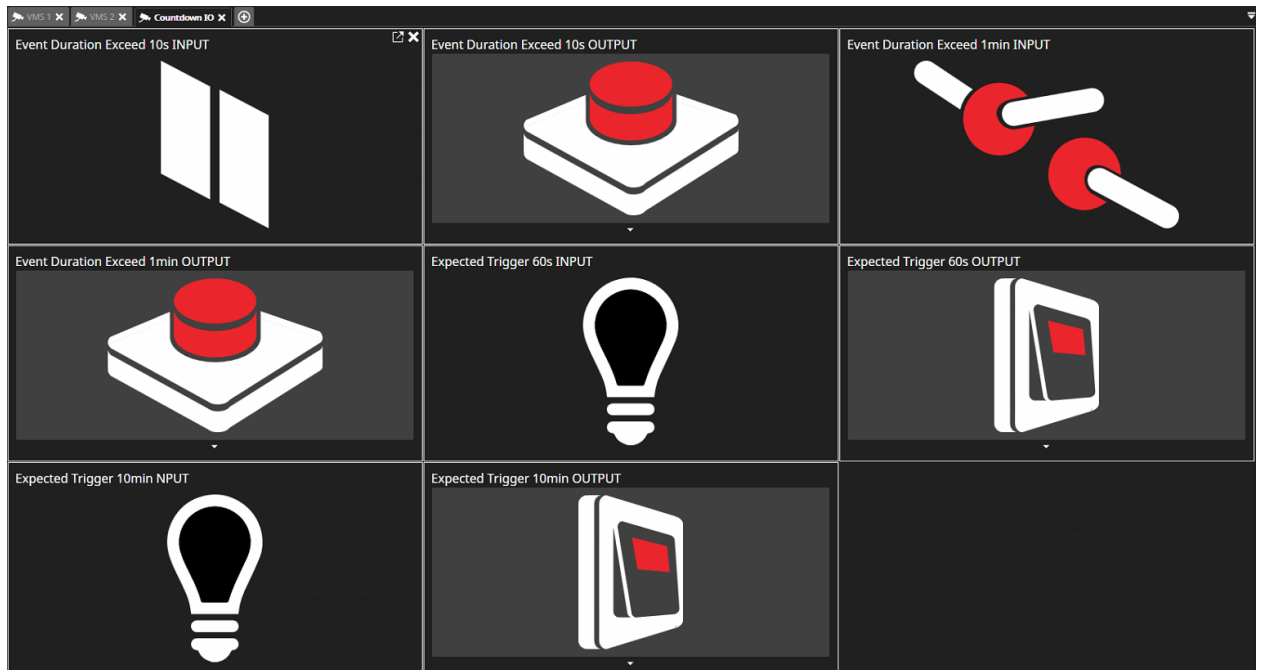 VMS 1
VMS 2
Countdown IO
Event Duration Exceed 10s INPUT
Event Duration Exceed 10s OUTPUT
Event Duration Exceed 1min INPUT
Event Duration Exceed 1min OUTPUT
Expected Trigger 60s INPUT
Expected Trigger 60s OUTPUT
Expected Trigger 10min NPUT
Expected Trigger 10min OUTPUT